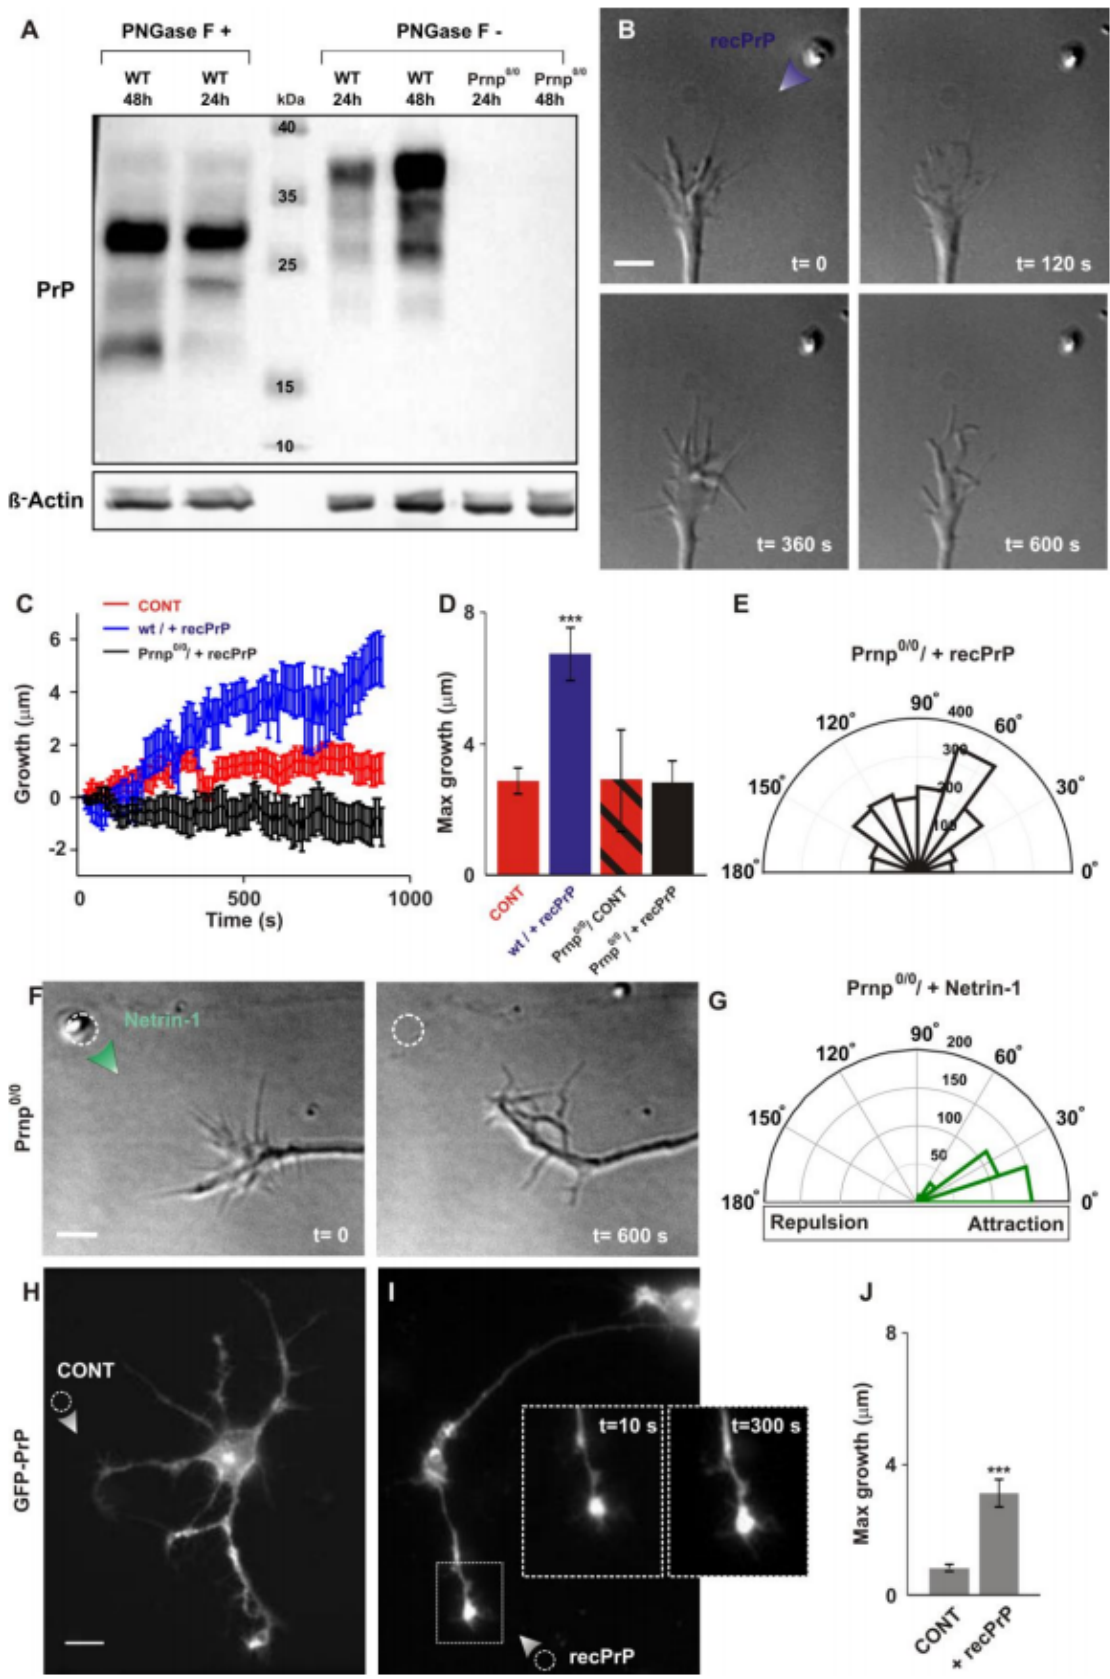 A
PNGase F +
PNGase F -
WT
48h
WT
24h
kDa
WT
24h
WT
48h
Prnp0/0
24h
Prnp0/0
48h
40
35
25
15
10
PrP
ß-Actin
B
recPrP
t= 0
t= 120 s
t= 360 s
t= 600 s
C
CONT
wt / + recPrP
Prnp0/0/ + recPrP
Growth (µm)
6
4
2
0
-2
0
500
1000
Time (s)
D
***
Max growth (µm)
8
4
0
CONT
wt / + recPrP
Prnp0/0/ CONT
Prnp0/0/ + recPrP
E
Prnp0/0/ + recPrP
90°
400
120°
60°
300
150°
200
30°
100
180°
0°
F
Netrin-1
Prnp0/0
t= 0
t= 600 s
G
Prnp0/0/ + Netrin-1
90°
200
120°
60°
150
150°
100
30°
50
180°
0°
Repulsion
Attraction
H
CONT
GFP-PrP
I
t=10 s
t=300 s
recPrP
J
8
4
0
Max growth (µm)
***
CONT
+ recPrP